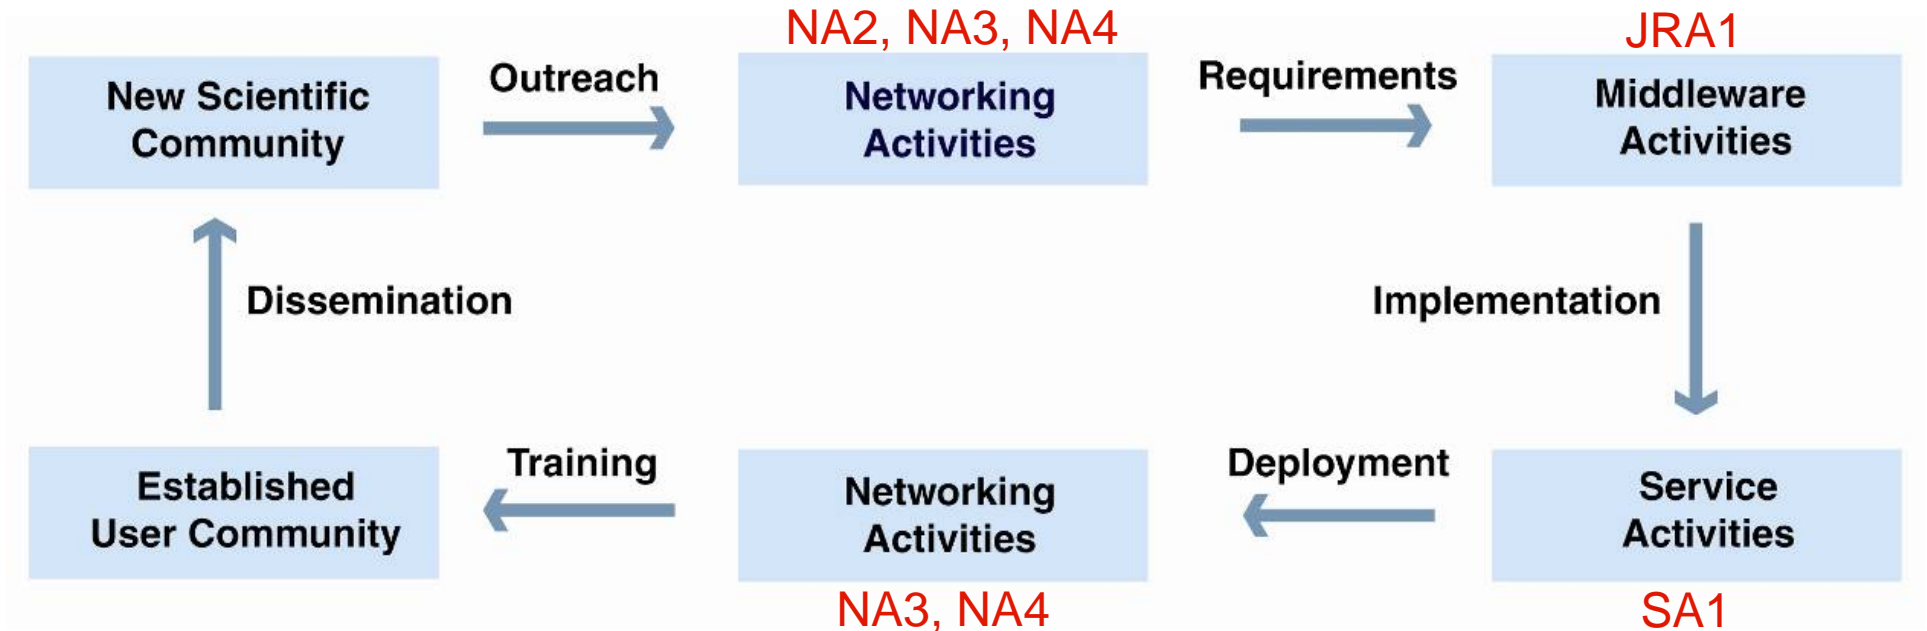 NA2, NA3, NA4
JRA1
New Scientific
Community
Outreach
Networking
Activities
Requirements
Middleware
Activities
Dissemination
Implementation
Established
User Community
Training
Networking
Activities
Deployment
Service
Activities
NA3, NA4
SA1